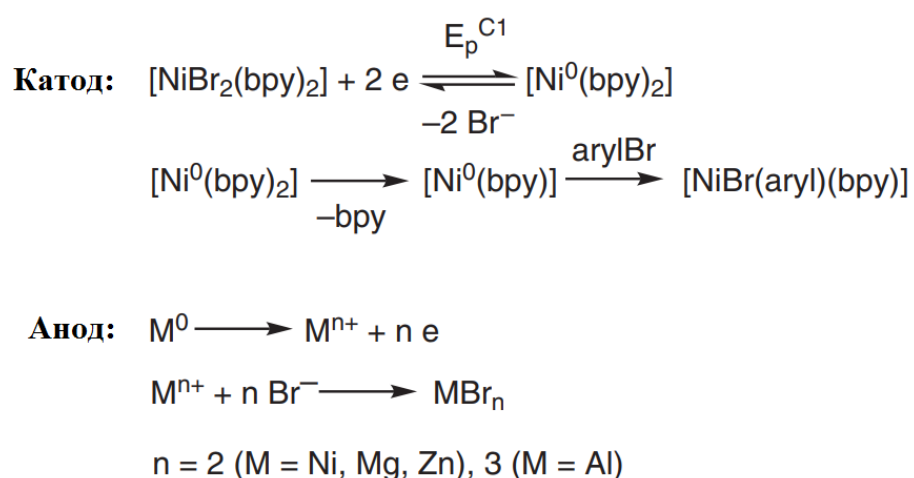 E_p^C1
Катод: [NiBr₂(bpy)₂] + 2 e ⇌ [Ni⁰(bpy)₂]
–2 Br⁻
[Ni⁰(bpy)₂] → [Ni⁰(bpy)] → [NiBr(aryl)(bpy)]
–bpy arylBr
Анод: M⁰ → Mⁿ⁺ + n e
Mⁿ⁺ + n Br⁻ → MBrₙ
n = 2 (M = Ni, Mg, Zn), 3 (M = Al)